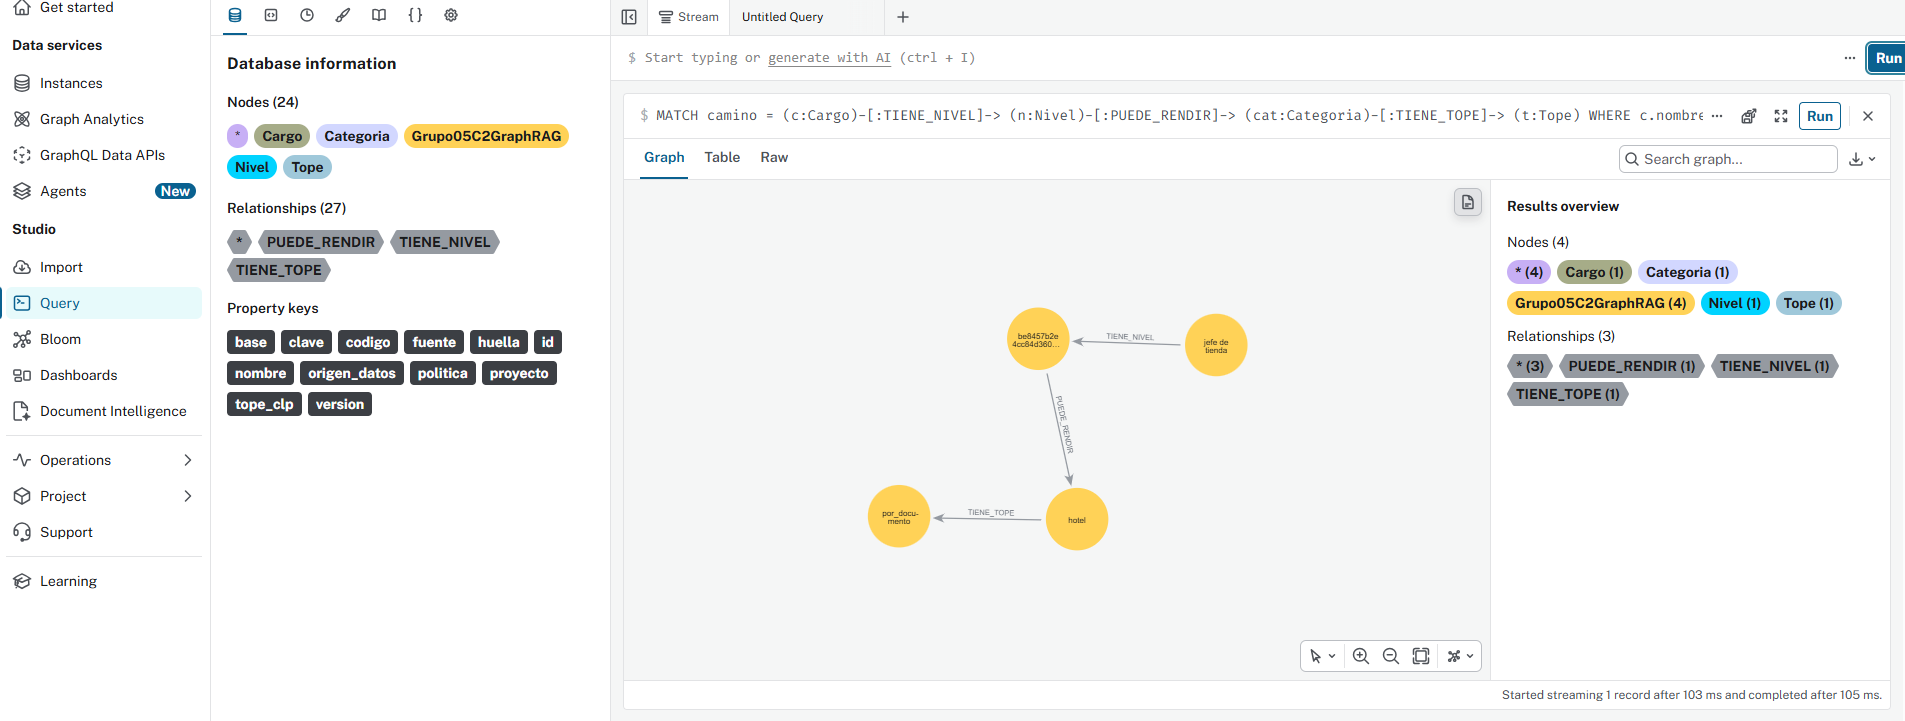 Get started
Data services
Instances
Graph Analytics
GraphQL Data APIs
Agents New
Studio
Import
Query
Bloom
Dashboards
Document Intelligence
Operations
Project
Support
Learning
Database information
Nodes (24)
* Cargo Categoria Grupo05C2GraphRAG
Nivel Tope
Relationships (27)
* PUEDE_RENDIR TIENE_NIVEL
TIENE_TOPE
Property keys
base clave codigo fuente huella id
nombre origen_datos politica proyecto
tope_clp version
Stream Untitled Query
$ Start typing or generate with AI (ctrl + I) ... Run
$ MATCH camino = (c:Cargo)-[:TIENE_NIVEL]-> (n:Nivel)-[:PUEDE_RENDIR]-> (cat:Categoria)-[:TIENE_TOPE]-> (t:Tope) WHERE c.nombre ... Run
Graph Table Raw
Search graph...
be8457b2e
4cc84d360...
TIENE_NIVEL
jefe de
tienda
PUEDE_RENDIR
por_docu-
mento
TIENE_TOPE
hotel
Results overview
Nodes (4)
* (4) Cargo (1) Categoria (1)
Grupo05C2GraphRAG (4) Nivel (1) Tope (1)
Relationships (3)
* (3) PUEDE_RENDIR (1) TIENE_NIVEL (1)
TIENE_TOPE (1)
Started streaming 1 record after 103 ms and completed after 105 ms.